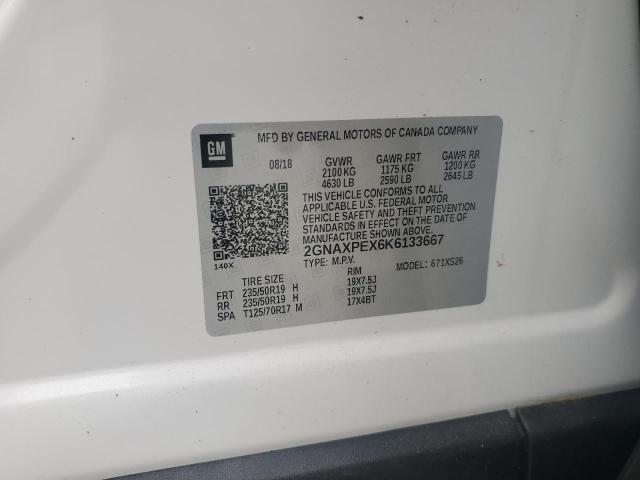 GM
MFD BY GENERAL MOTORS OF CANADA COMPANY
08/18 GVWR GAWR FRT GAWR RR
2100 KG 1175 KG 1200 KG
4630 LB 2590 LB 2645 LB
THIS VEHICLE CONFORMS TO ALL
APPLICABLE U.S. FEDERAL MOTOR
VEHICLE SAFETY AND THEFT PREVENTION
STANDARDS IN EFFECT ON THE DATE OF
MANUFACTURE SHOWN ABOVE.
2GNAXPEX6K6133667
140X TYPE: M.P.V. MODEL: 671XS26
TIRE SIZE RIM
FRT 235/50R19 H 19X7.5J
RR 235/50R19 H 19X7.5J
SPA T125/70R17 M 17X4BT